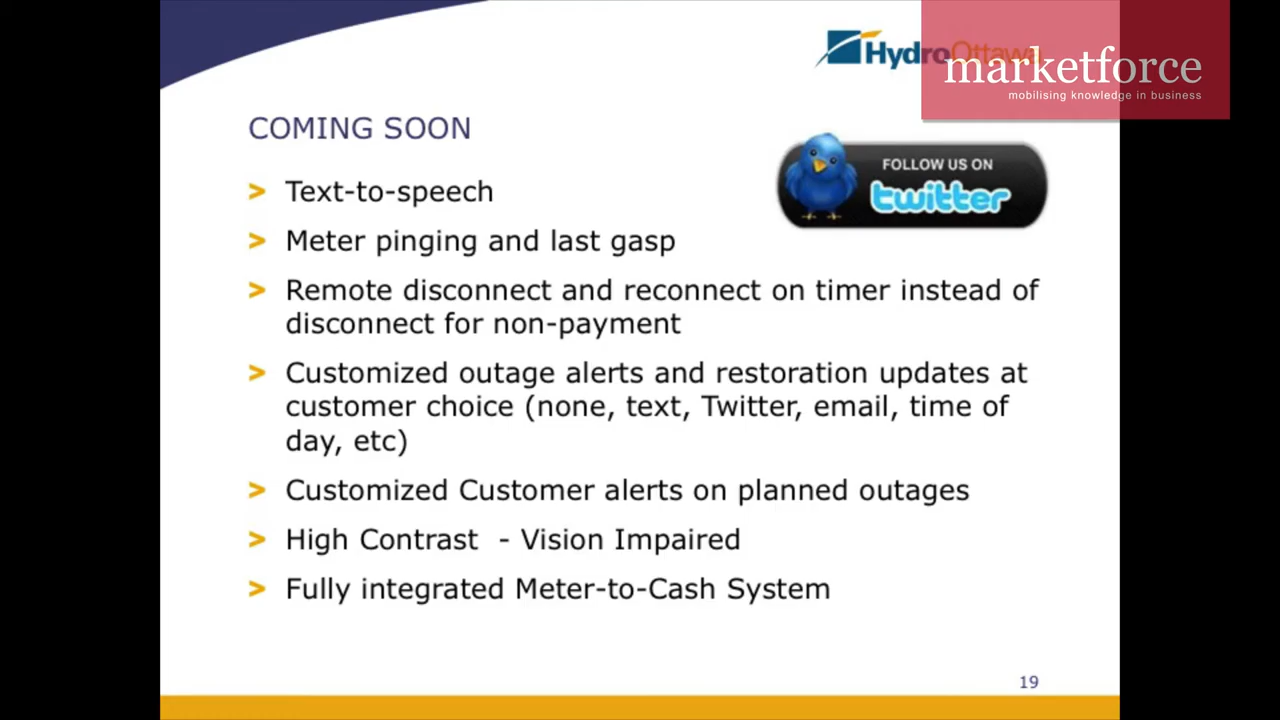 HydroOttawa
marketforce
mobilising knowledge in business
COMING SOON
FOLLOW US ON
twitter
> Text-to-speech
> Meter pinging and last gasp
> Remote disconnect and reconnect on timer instead of
disconnect for non-payment
> Customized outage alerts and restoration updates at
customer choice (none, text, Twitter, email, time of
day, etc)
> Customized Customer alerts on planned outages
> High Contrast - Vision Impaired
> Fully integrated Meter-to-Cash System
19